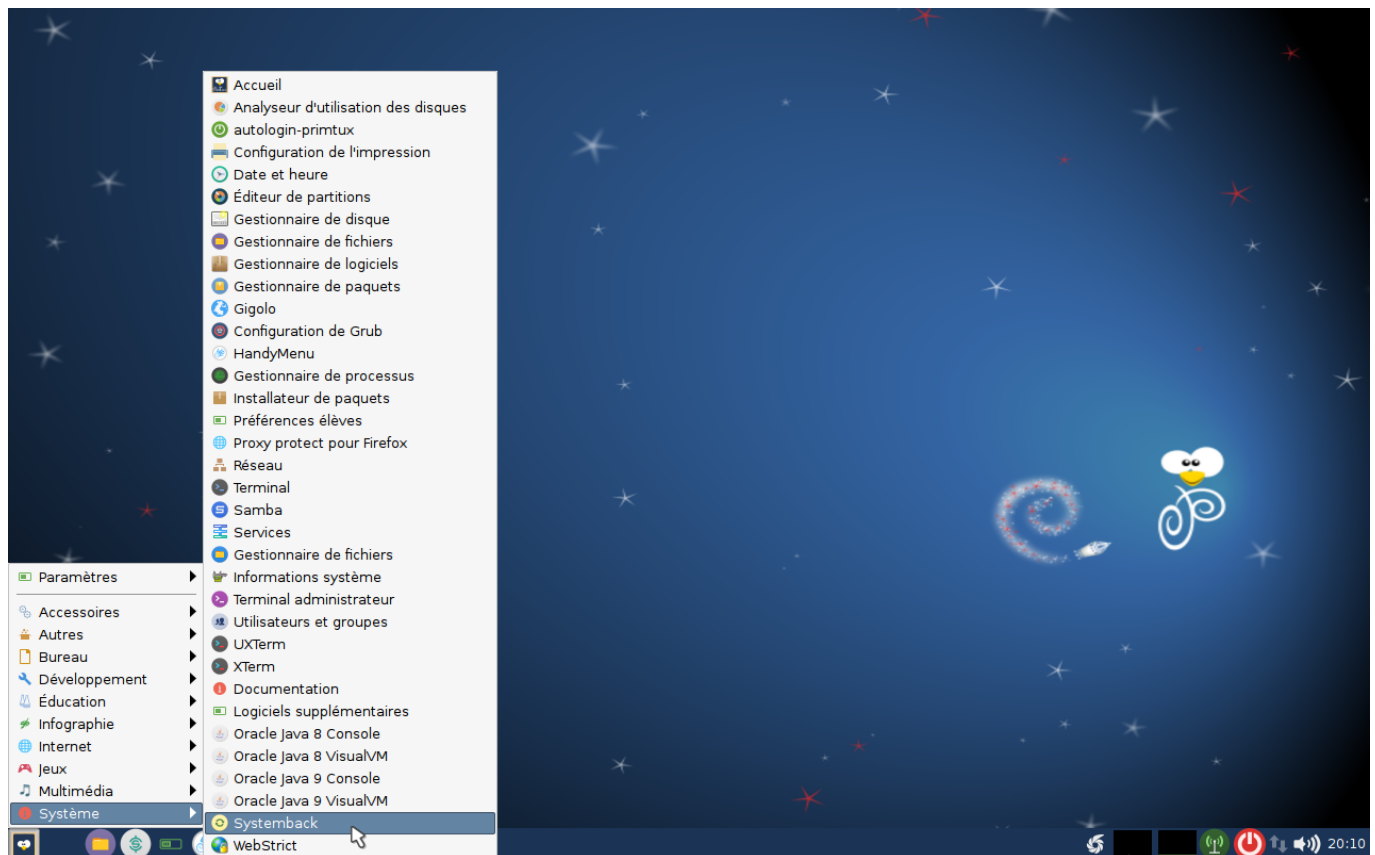 Accueil
Analyseur d'utilisation des disques
autologin-primtux
Configuration de l'impression
Date et heure
Éditeur de partitions
Gestionnaire de disque
Gestionnaire de fichiers
Gestionnaire de logiciels
Gestionnaire de paquets
Gigolo
Configuration de Grub
HandyMenu
Gestionnaire de processus
Installateur de paquets
Préférences élèves
Proxy protect pour Firefox
Réseau
Terminal
Samba
Services
Gestionnaire de fichiers
Informations système
Terminal administrateur
Utilisateurs et groupes
UXTerm
XTerm
Documentation
Logiciels supplémentaires
Oracle Java 8 Console
Oracle Java 8 VisualVM
Oracle Java 9 Console
Oracle Java 9 VisualVM
Systemback
WebStrict
Paramètres
Accessoires
Autres
Bureau
Développement
Éducation
Infographie
Internet
Jeux
Multimédia
Système
20:10